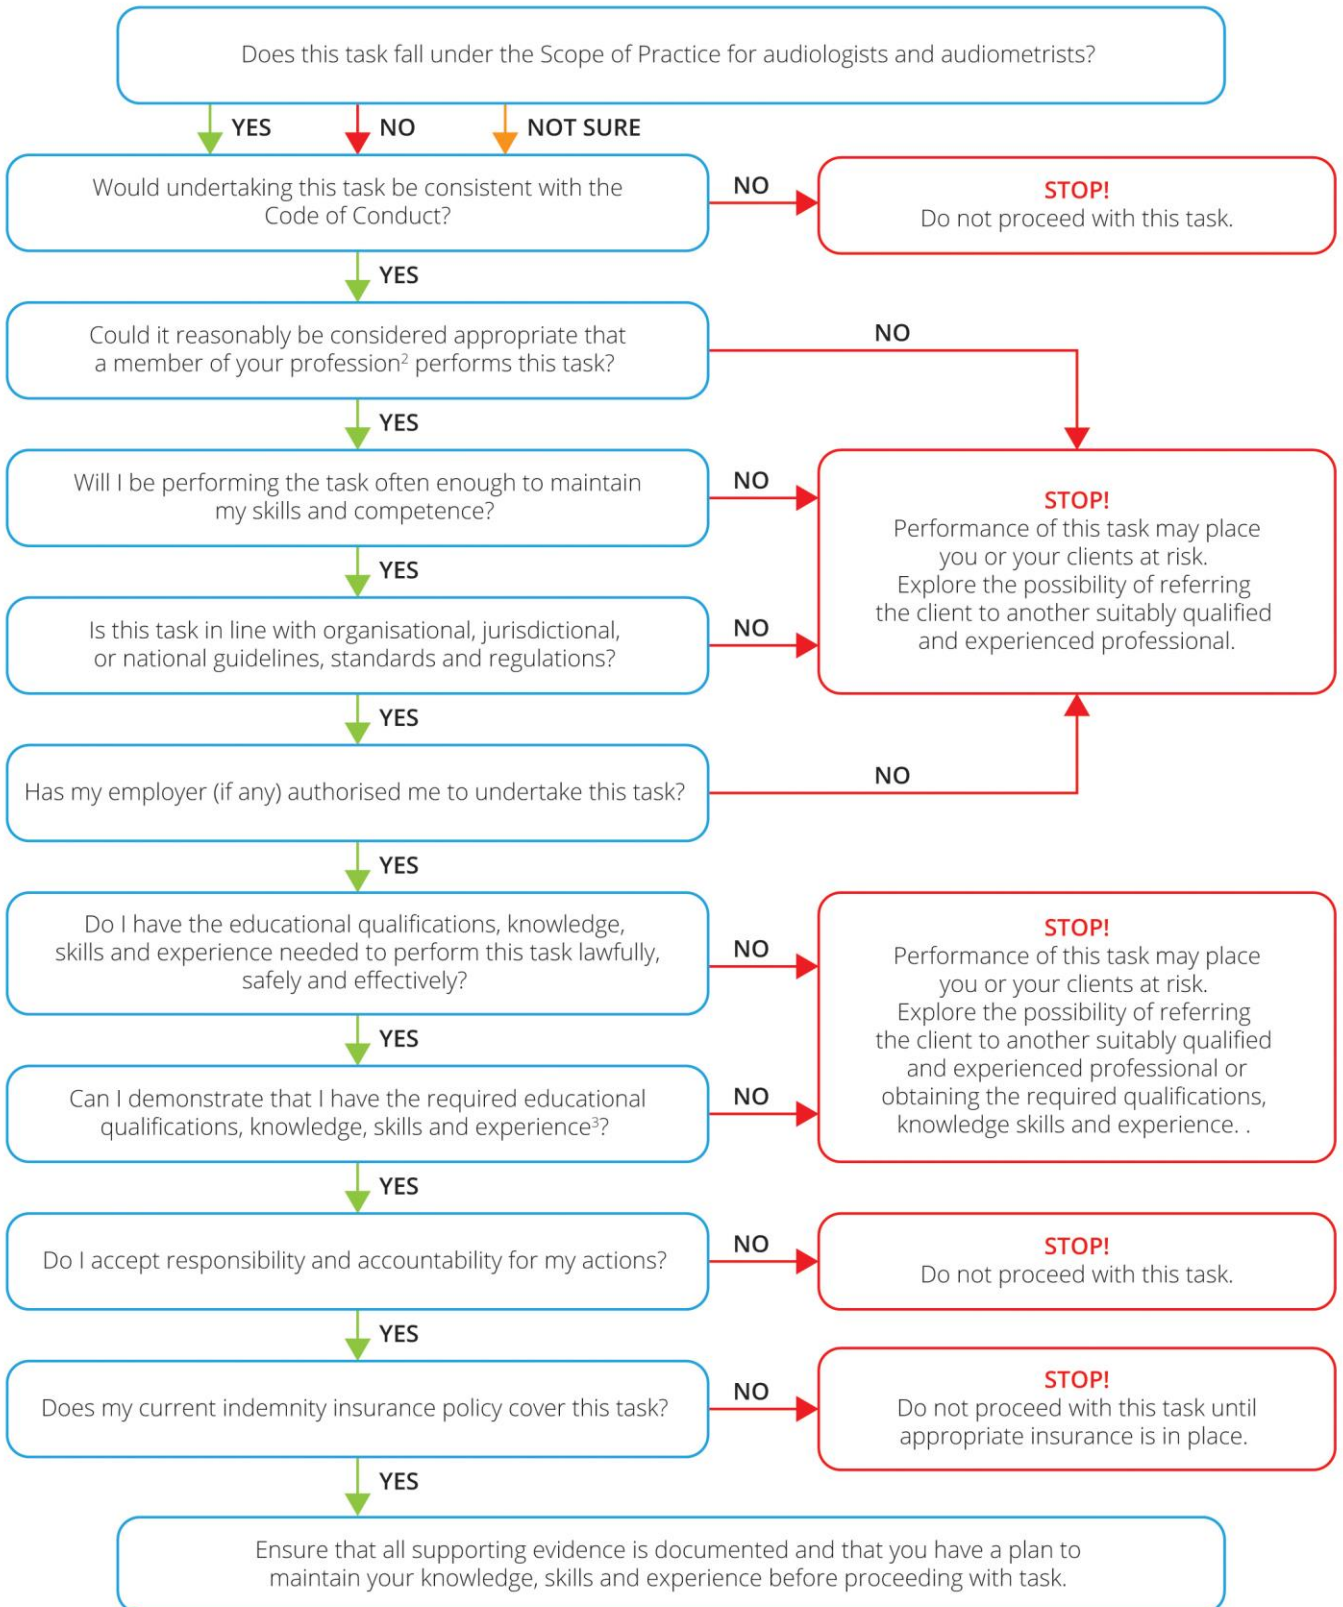 Does this task fall under the Scope of Practice for audiologists and audiometrists?
YES
NO
NOT SURE
Would undertaking this task be consistent with the
Code of Conduct?
NO
STOP!
Do not proceed with this task.
YES
Could it reasonably be considered appropriate that
a member of your profession² performs this task?
NO
YES
Will I be performing the task often enough to maintain
my skills and competence?
NO
STOP!
Performance of this task may place
you or your clients at risk.
Explore the possibility of referring
the client to another suitably qualified
and experienced professional.
YES
Is this task in line with organisational, jurisdictional,
or national guidelines, standards and regulations?
NO
YES
Has my employer (if any) authorised me to undertake this task?
NO
YES
Do I have the educational qualifications, knowledge,
skills and experience needed to perform this task lawfully,
safely and effectively?
NO
STOP!
Performance of this task may place
you or your clients at risk.
Explore the possibility of referring
the client to another suitably qualified
and experienced professional or
obtaining the required qualifications,
knowledge skills and experience. .
YES
Can I demonstrate that I have the required educational
qualifications, knowledge, skills and experience³?
NO
YES
Do I accept responsibility and accountability for my actions?
NO
STOP!
Do not proceed with this task.
YES
Does my current indemnity insurance policy cover this task?
NO
STOP!
Do not proceed with this task until
appropriate insurance is in place.
YES
Ensure that all supporting evidence is documented and that you have a plan to
maintain your knowledge, skills and experience before proceeding with task.